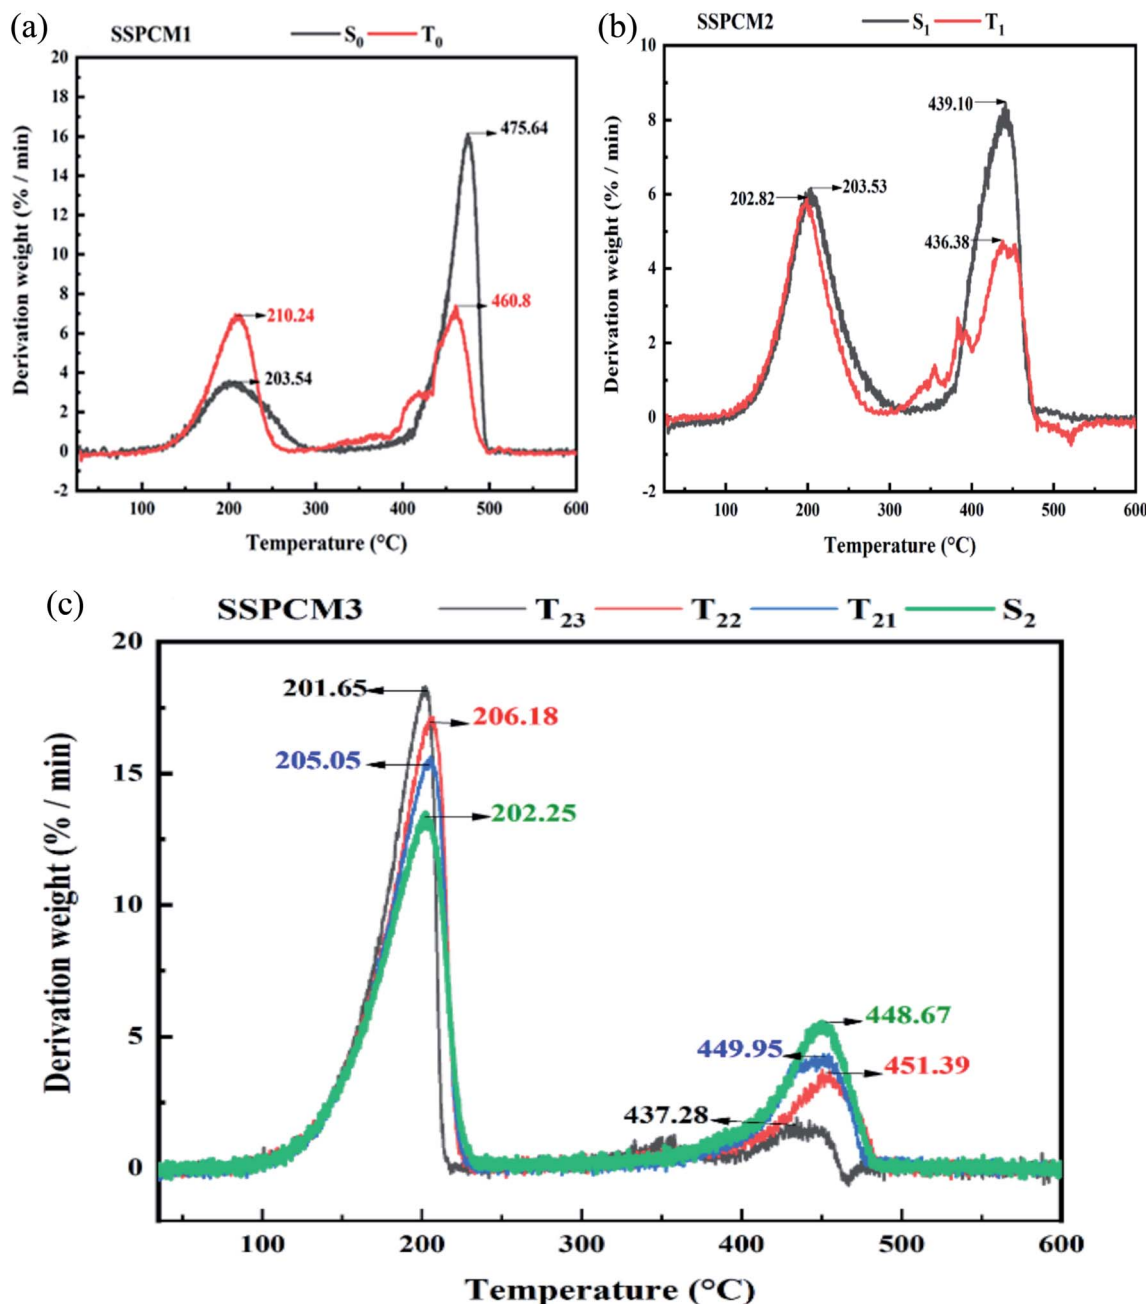 (a)
SSPCM1
S₀
T₀
20
18
16
14
12
10
8
6
4
2
0
-2
Derivation weight (% / min)
475.64
460.8
210.24
203.54
100
200
300
400
500
600
Temperature (°C)
(b)
SSPCM2
S₁
T₁
10
8
6
4
2
0
-2
Derivation weight (% / min)
439.10
203.53
202.82
436.38
100
200
300
400
500
600
Temperature (°C)
(c)
SSPCM3
T₂₃
T₂₂
T₂₁
S₂
20
15
10
5
0
Derivation weight (% / min)
201.65
206.18
205.05
202.25
448.67
449.95
451.39
437.28
100
200
300
400
500
600
Temperature (°C)